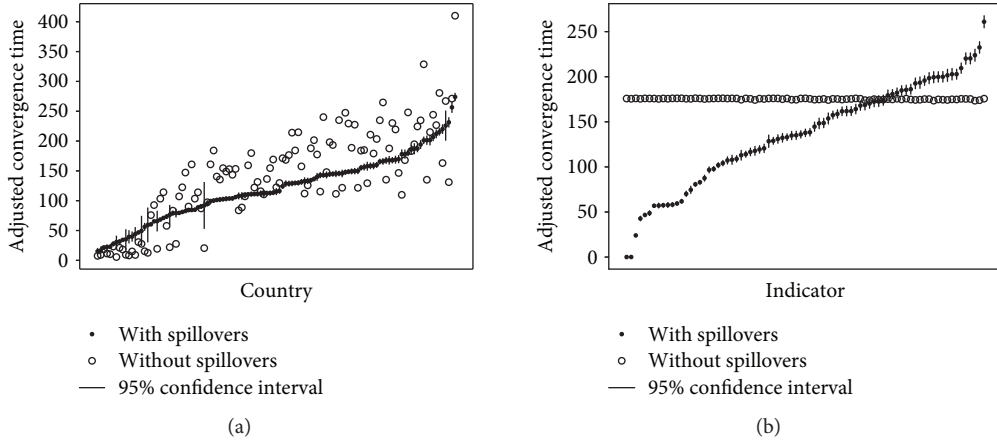 Adjusted convergence time
400
350
300
250
200
150
100
50
0
Country
With spillovers
Without spillovers
95% confidence interval
(a)
Adjusted convergence time
250
200
150
100
50
0
Indicator
With spillovers
Without spillovers
95% confidence interval
(b)